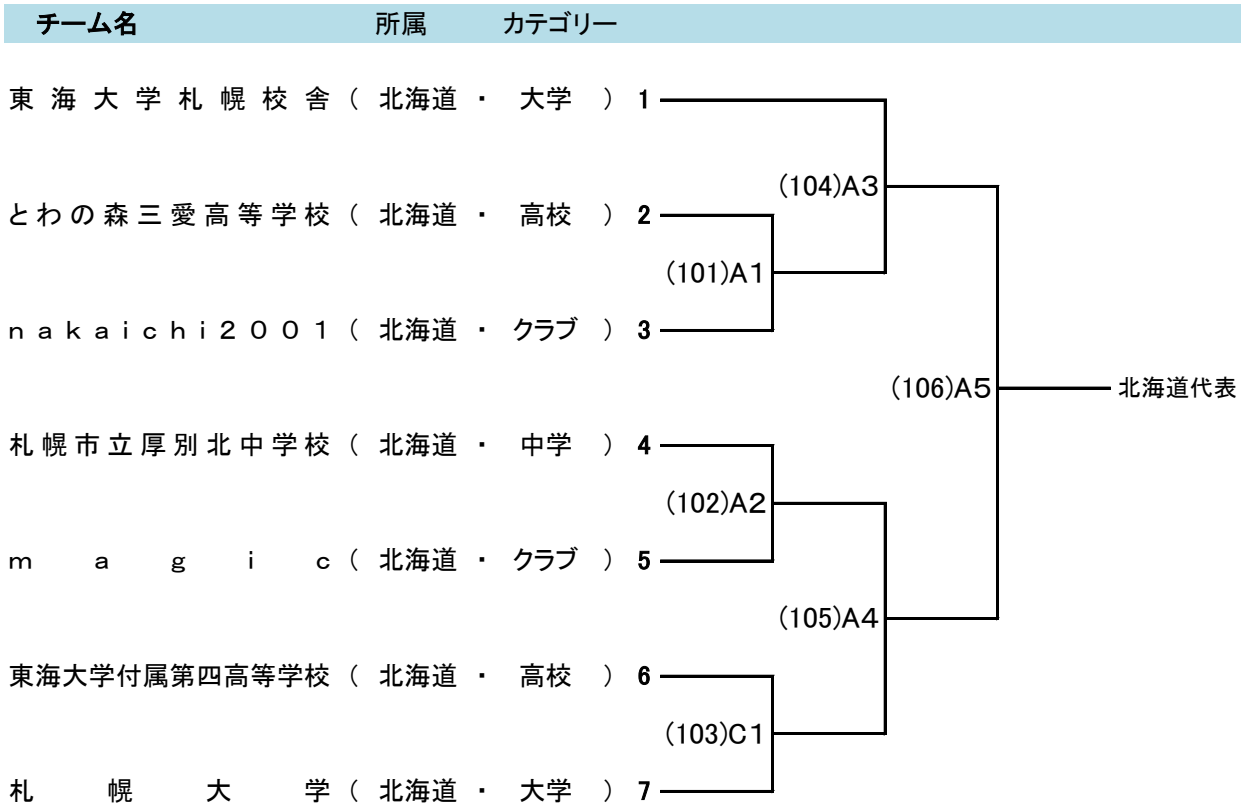 チーム名 所属 カテゴリー
東海大学札幌校舎 ( 北海道 ・ 大学 ) 1
(104)A3
とわの森三愛高等学校 ( 北海道 ・ 高校 ) 2
(101)A1
nakaichi2001 ( 北海道 ・ クラブ ) 3
(106)A5 北海道代表
札幌市立厚別北中学校 ( 北海道 ・ 中学 ) 4
(102)A2
magic ( 北海道 ・ クラブ ) 5
(105)A4
東海大学付属第四高等学校 ( 北海道 ・ 高校 ) 6
(103)C1
札幌大学 ( 北海道 ・ 大学 ) 7